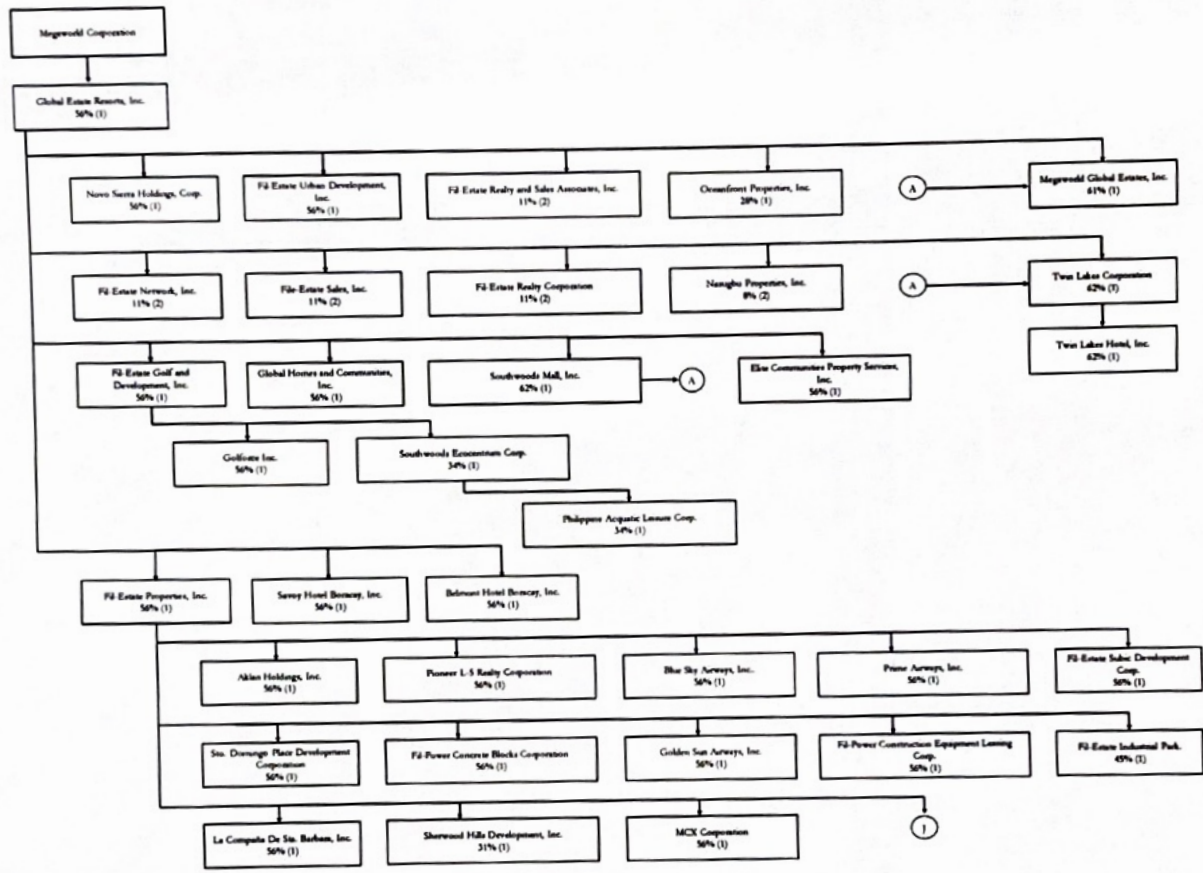 Megaworld Corporation
Global Estate Resorts, Inc.
56% (1)
Novo Sierra Holdings, Corp.
56% (1)
Fil-Estate Urban Development,
Inc.
56% (1)
Fil-Estate Realty and Sales Associates, Inc.
11% (2)
Oceanfront Properties, Inc.
28% (1)
A
Megaworld Global Estates, Inc.
61% (1)
Fil-Estate Network, Inc.
11% (2)
File-Estate Sales, Inc.
11% (2)
Fil-Estate Realty Corporation
11% (2)
Nasugbu Properties, Inc.
8% (2)
A
Twin Lakes Corporation
62% (1)
Twin Lakes Hotel, Inc.
62% (1)
Fil-Estate Golf and
Development, Inc.
56% (1)
Global Homes and Communities,
Inc.
56% (1)
Southwoods Mall, Inc.
62% (1)
A
Elite Communities Property Services,
Inc.
56% (1)
Golforce Inc.
56% (1)
Southwoods Ecocentrum Corp.
34% (1)
Philippine Acquatic Leisure Corp.
34% (1)
Fil-Estate Properties, Inc.
56% (1)
Savoy Hotel Boracay, Inc.
56% (1)
Belmont Hotel Boracay, Inc.
56% (1)
Aklan Holdings, Inc.
56% (1)
Pioneer L-5 Realty Corporation
56% (1)
Blue Sky Airways, Inc.
56% (1)
Prime Airways, Inc.
56% (1)
Fil-Estate Subic Development
Corp.
56% (1)
Sto. Domingo Place Development
Corporation
56% (1)
Fil-Power Concrete Blocks Corporation
56% (1)
Golden Sun Airways, Inc.
56% (1)
Fil-Power Construction Equipment Leasing
Corp.
56% (1)
Fil-Estate Industrial Park.
45% (1)
La Compaña De Sta. Barbara, Inc.
56% (1)
Sherwood Hills Development, Inc.
31% (1)
MCX Corporation
56% (1)